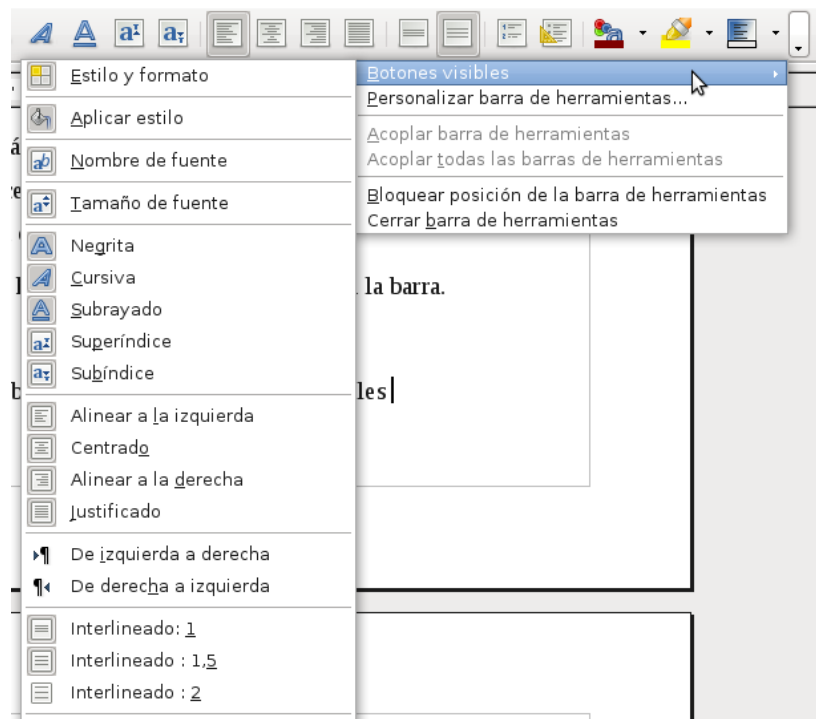 Botones visibles
Personalizar barra de herramientas...
Acoplar barra de herramientas
Acoplar todas las barras de herramientas
Bloquear posición de la barra de herramientas
Cerrar barra de herramientas
Estilo y formato
Aplicar estilo
Nombre de fuente
Tamaño de fuente
Negrita
Cursiva
Subrayado
Superíndice
Subíndice
Alinear a la izquierda
Centrado
Alinear a la derecha
Justificado
De izquierda a derecha
De derecha a izquierda
Interlineado: 1
Interlineado : 1,5
Interlineado : 2
la barra.
les